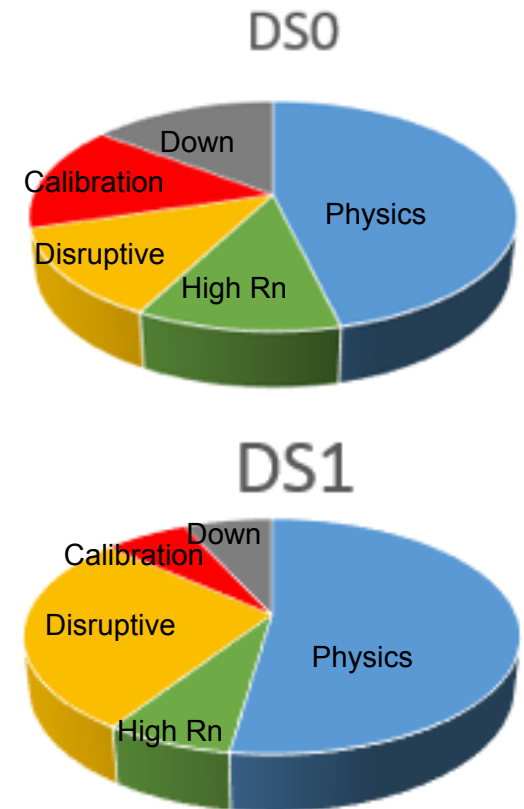 DS0
Down
Calibration
Physics
Disruptive
High Rn
DS1
Down
Calibration
Disruptive
Physics
High Rn